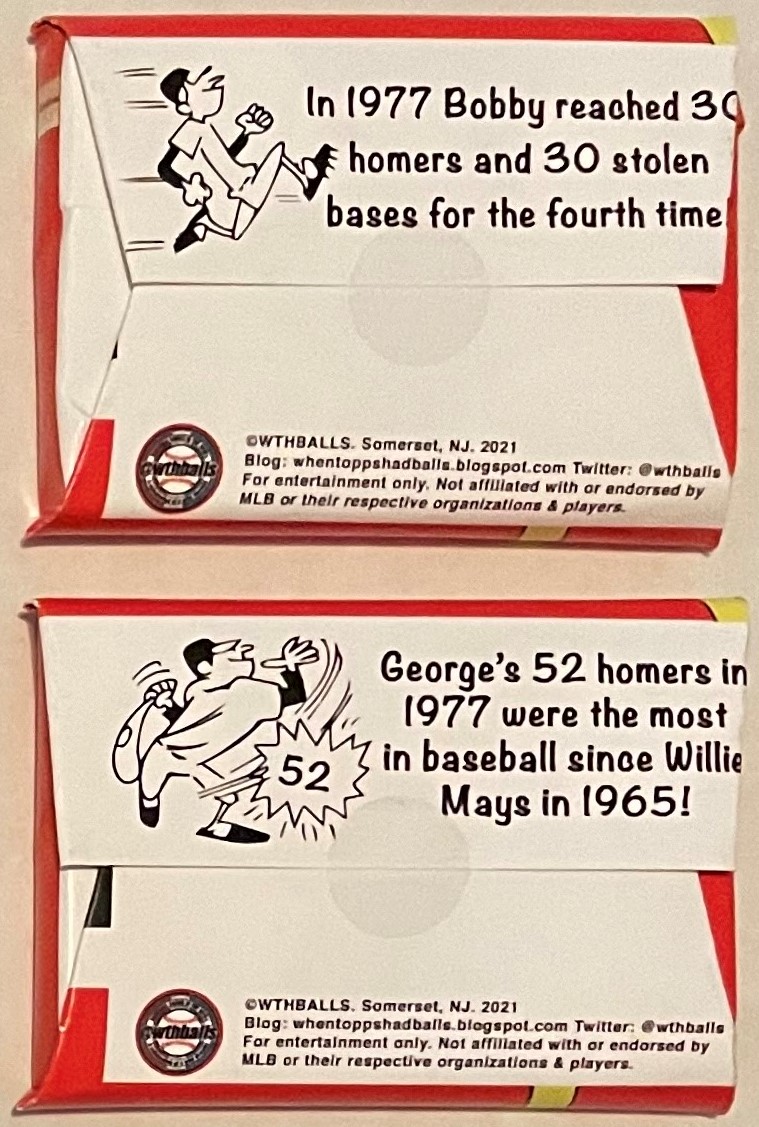 In 1977 Bobby reached 30
homers and 30 stolen
bases for the fourth time
wthballs
©WTHBALLS. Somerset, NJ. 2021
Blog: whentoppshadballs.blogspot.com Twitter: @wthballs
For entertainment only. Not affiliated with or endorsed by
MLB or their respective organizations & players.
George's 52 homers in
1977 were the most
in baseball since Willie
Mays in 1965!
52
wthballs
©WTHBALLS. Somerset, NJ. 2021
Blog: whentoppshadballs.blogspot.com Twitter: @wthballs
For entertainment only. Not affiliated with or endorsed by
MLB or their respective organizations & players.